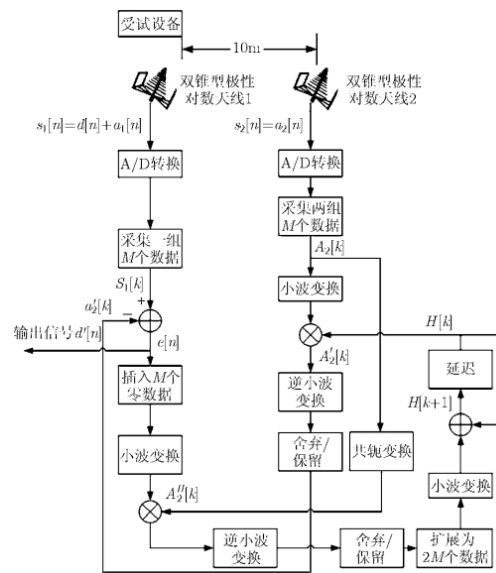 受试设备
10m
双锥型极性
对数天线1
双锥型极性
对数天线2
s₁[n]=d[n]+a₁[n]
s₂[n]=a₂[n]
A/D转换
A/D转换
采集一组
M个数据
采集两组
M个数据
S₁[k]
A₂[k]
小波变换
a₂′[k]
+
−
输出信号d′[n]
e[n]
H[k]
A₂′[k]
延迟
插入M个
零数据
逆小波
变换
H[k+1]
小波变换
舍弃/
保留
共轭变换
小波变换
A₂″[k]
逆小波
变换
舍弃/
保留
扩展为
2M个数据